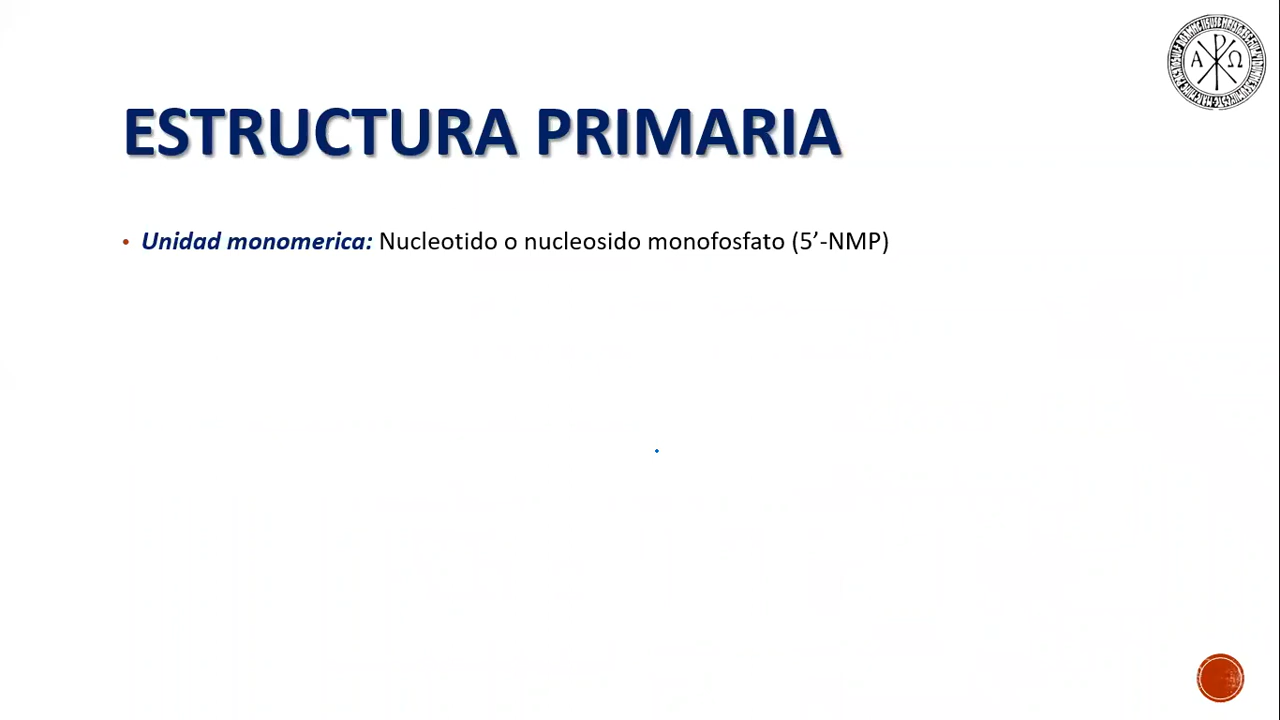 ESTRUCTURA PRIMARIA
• Unidad monomerica: Nucleotido o nucleosido monofosfato (5’-NMP)
Α Ω